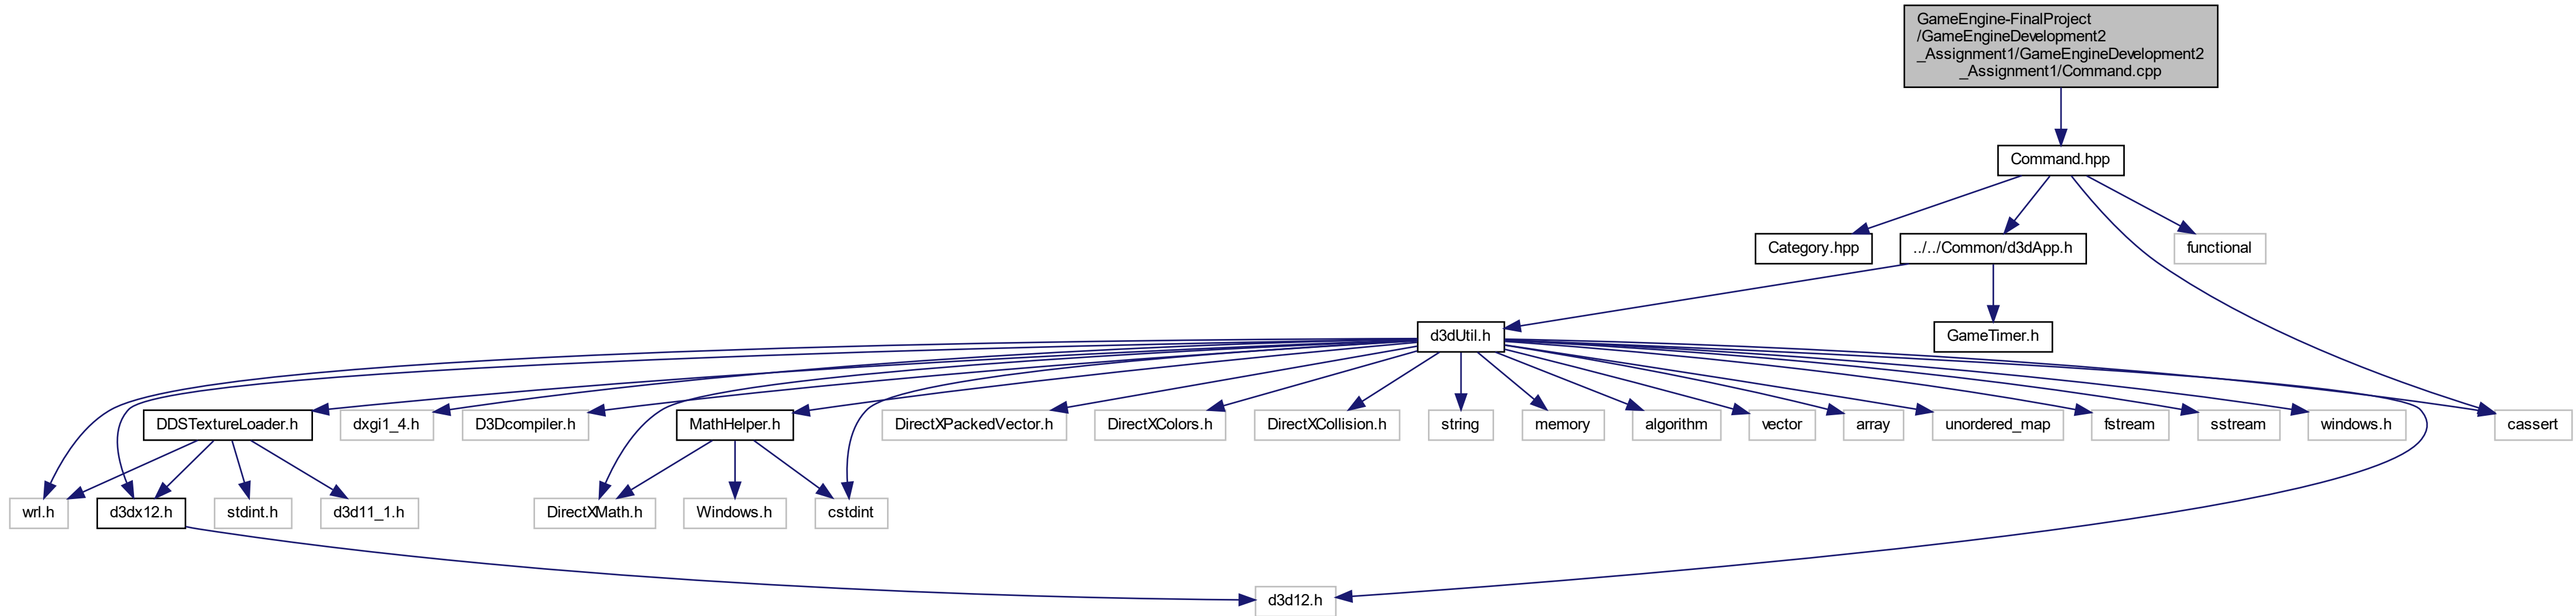 GameEngine-FinalProject
/GameEngineDevelopment2
_Assignment1/GameEngineDevelopment2
_Assignment1/Command.cpp
Command.hpp
Category.hpp
../../Common/d3dApp.h
functional
d3dUtil.h
GameTimer.h
DDSTextureLoader.h
dxgi1_4.h
D3Dcompiler.h
MathHelper.h
DirectXPackedVector.h
DirectXColors.h
DirectXCollision.h
string
memory
algorithm
vector
array
unordered_map
fstream
sstream
windows.h
cassert
wrl.h
d3dx12.h
stdint.h
d3d11_1.h
DirectXMath.h
Windows.h
cstdint
d3d12.h